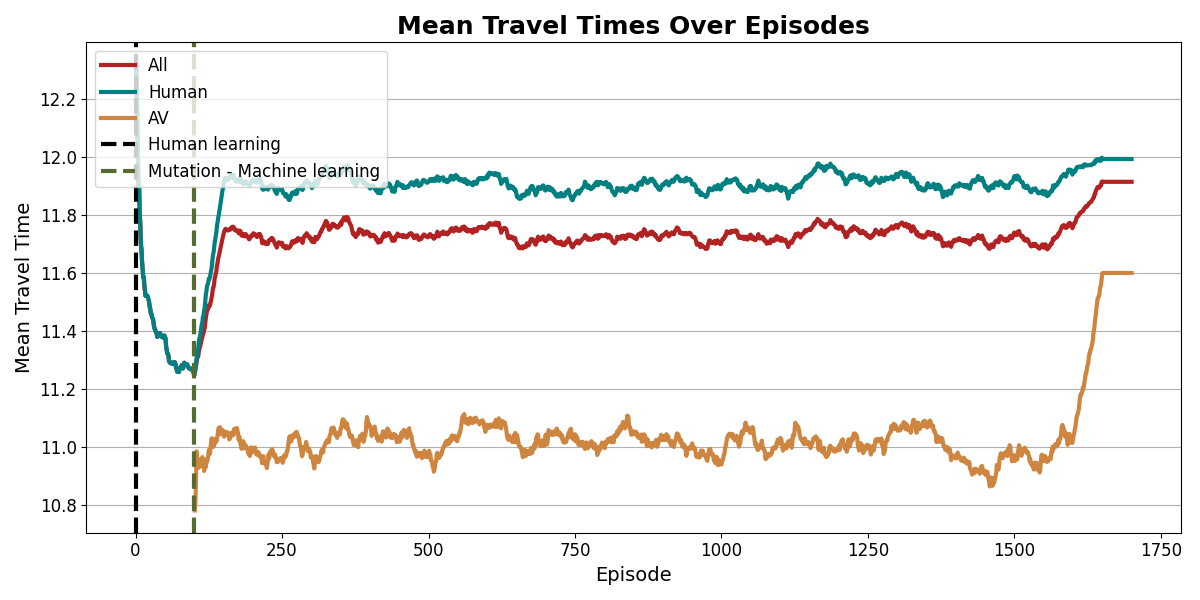 Mean Travel Times Over Episodes
All
Human
AV
Human learning
Mutation - Machine learning
Mean Travel Time
12.2
12.0
11.8
11.6
11.4
11.2
11.0
10.8
0 250 500 750 1000 1250 1500 1750
Episode